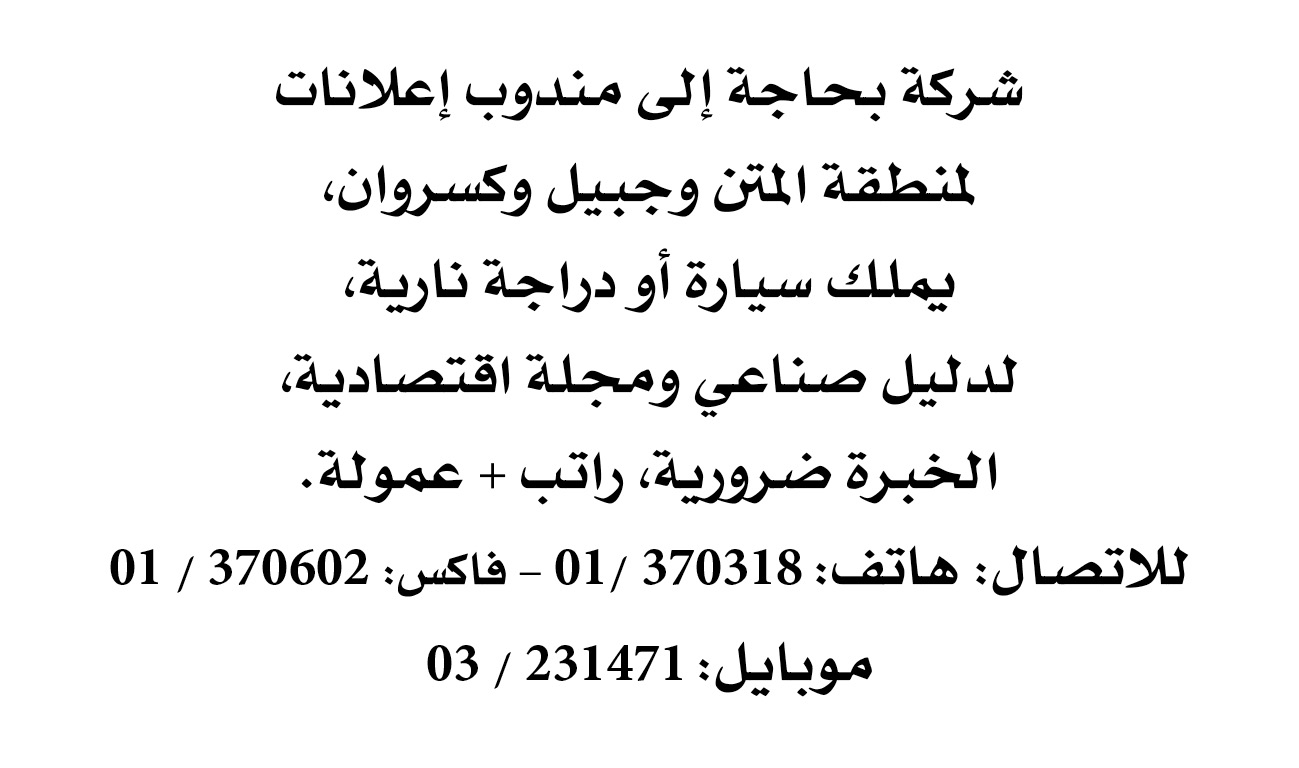 شركة بحاجة إلى مندوب إعلانات
لمنطقة المتن وجبيل وكسروان،
يملك سيارة أو دراجة نارية،
لدليل صناعي ومجلة اقتصادية،
الخبرة ضرورية، راتب + عمولة.
للاتصال: هاتف: 370318 /01 – فاكس: 370602 / 01
موبايل: 231471 / 03